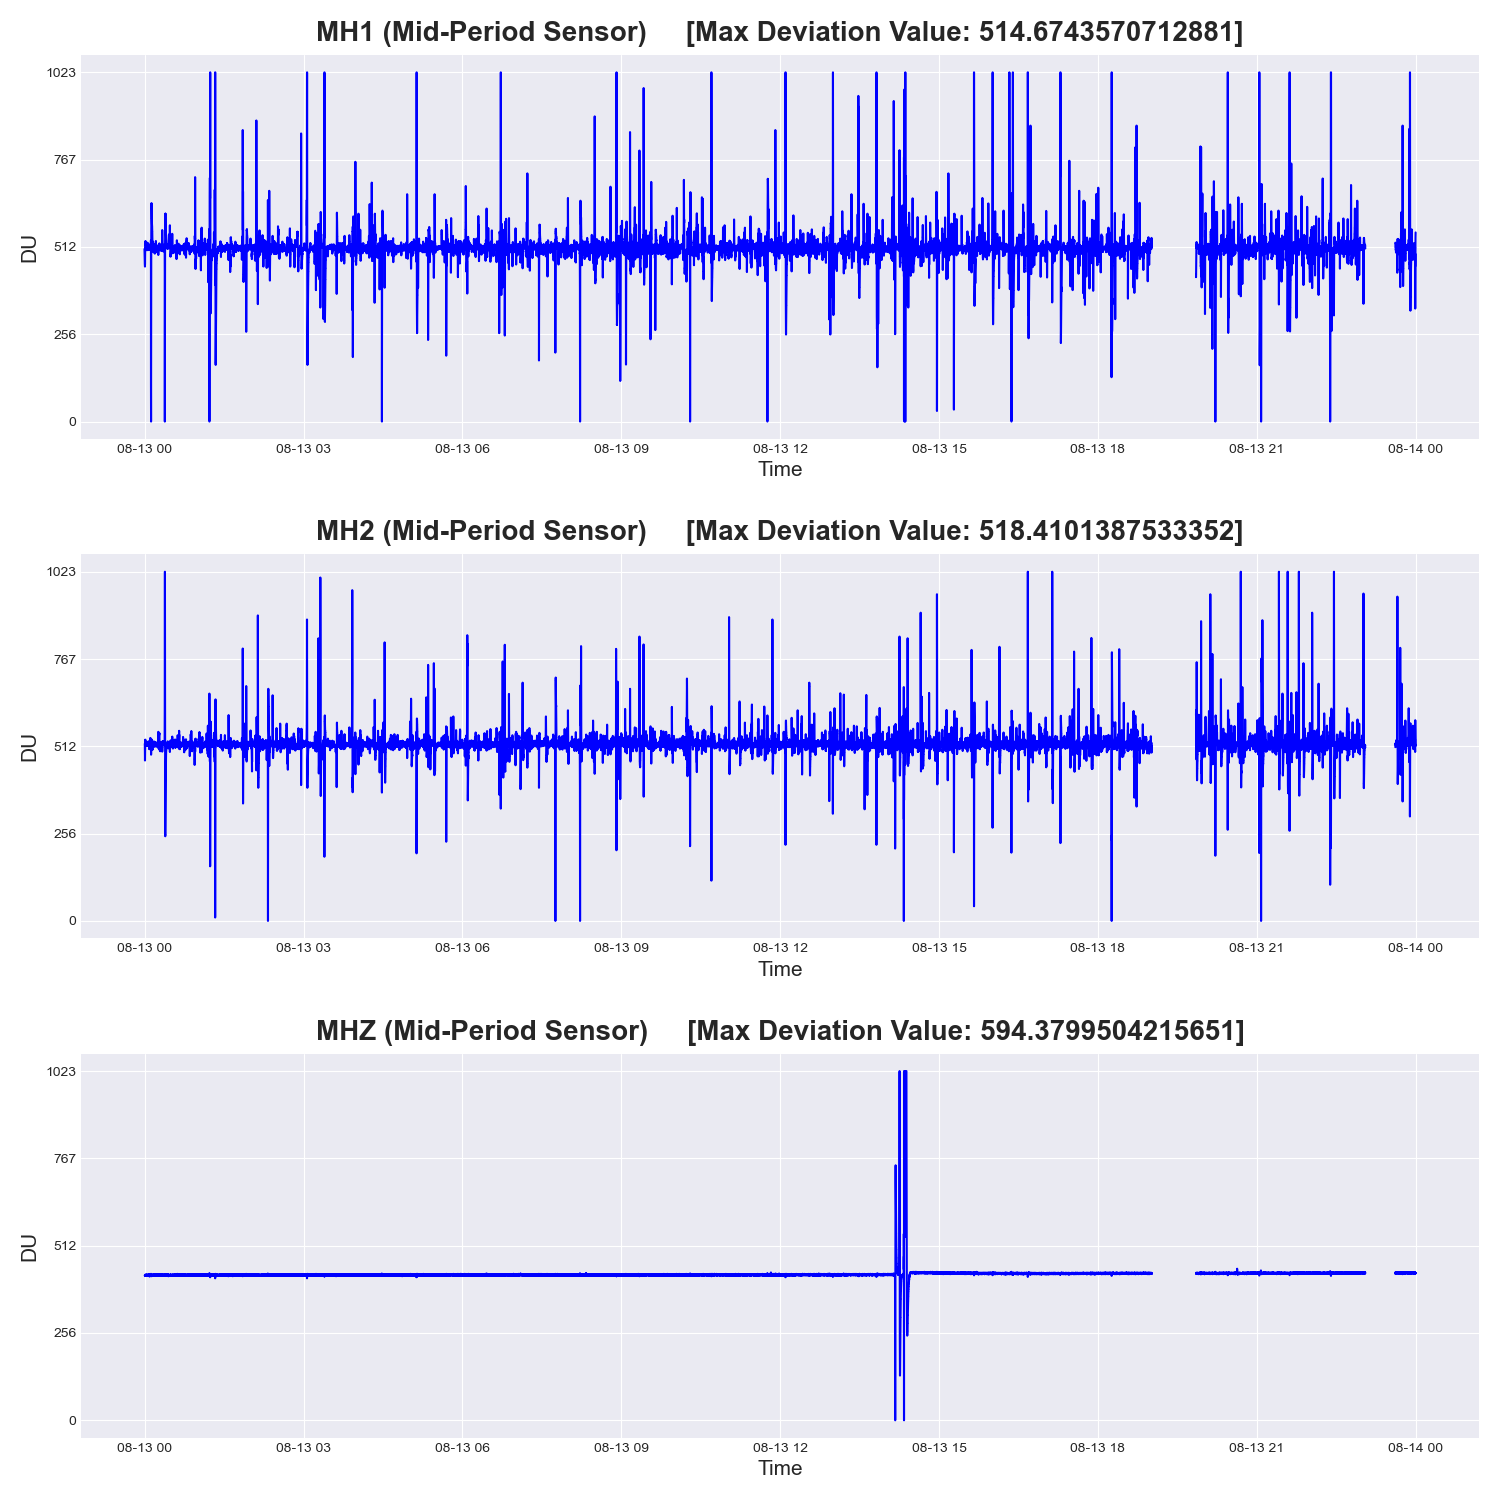 MH1 (Mid-Period Sensor)     [Max Deviation Value: 514.6743570712881]
1023
767
512
256
0
DU
08-13 00 08-13 03 08-13 06 08-13 09 08-13 12 08-13 15 08-13 18 08-13 21 08-14 00
Time
MH2 (Mid-Period Sensor)     [Max Deviation Value: 518.4101387533352]
1023
767
512
256
0
DU
08-13 00 08-13 03 08-13 06 08-13 09 08-13 12 08-13 15 08-13 18 08-13 21 08-14 00
Time
MHZ (Mid-Period Sensor)     [Max Deviation Value: 594.3799504215651]
1023
767
512
256
0
DU
08-13 00 08-13 03 08-13 06 08-13 09 08-13 12 08-13 15 08-13 18 08-13 21 08-14 00
Time